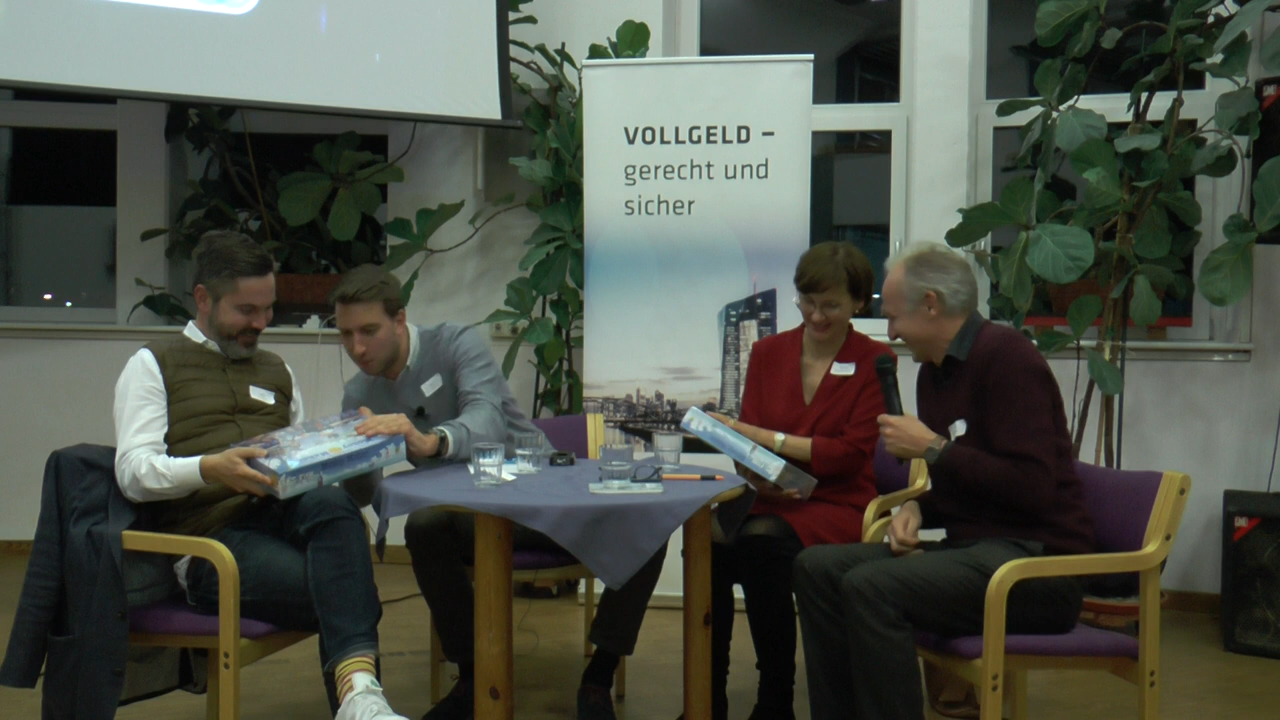 VOLLGELD –
gerecht und
sicher